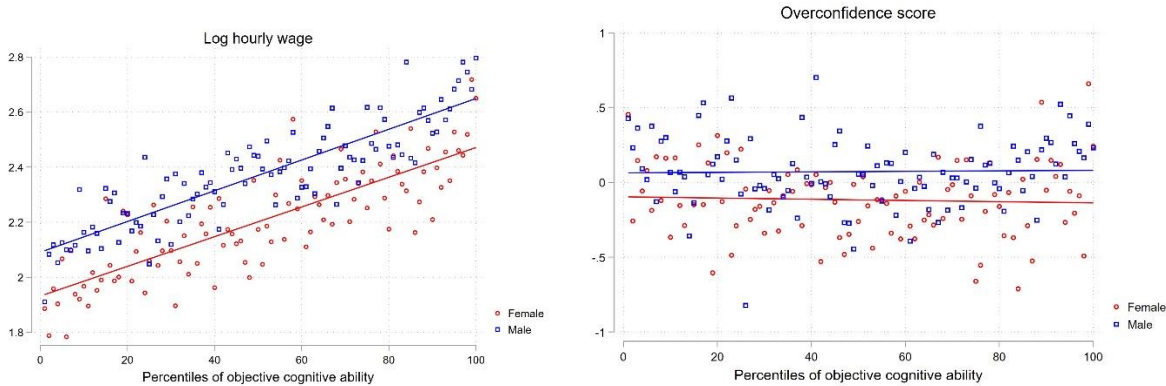 Log hourly wage
2.8
2.6
2.4
2.2
2
1.8
0
20
40
60
80
100
Percentiles of objective cognitive ability
Female
Male
Overconfidence score
1
.5
0
-.5
-1
0
20
40
60
80
100
Percentiles of objective cognitive ability
Female
Male